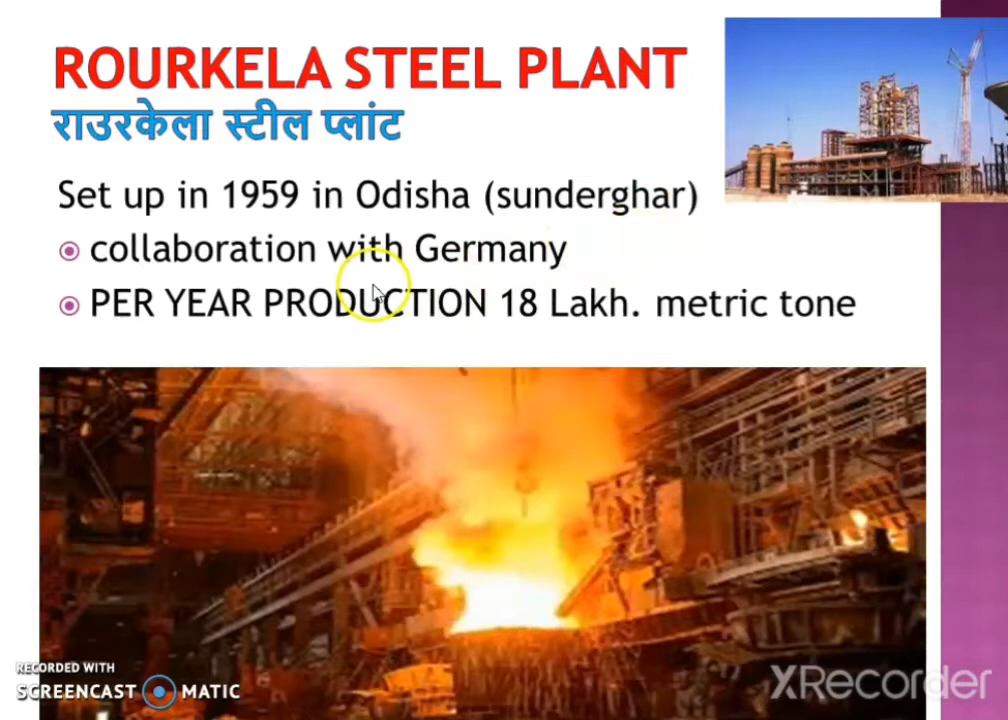 ROURKELA STEEL PLANT
राउरकेला स्टील प्लांट
Set up in 1959 in Odisha (sunderghar)
collaboration with Germany
PER YEAR PRODUCTION 18 Lakh. metric tone
RECORDED WITH
SCREENCAST MATIC
XRecorder